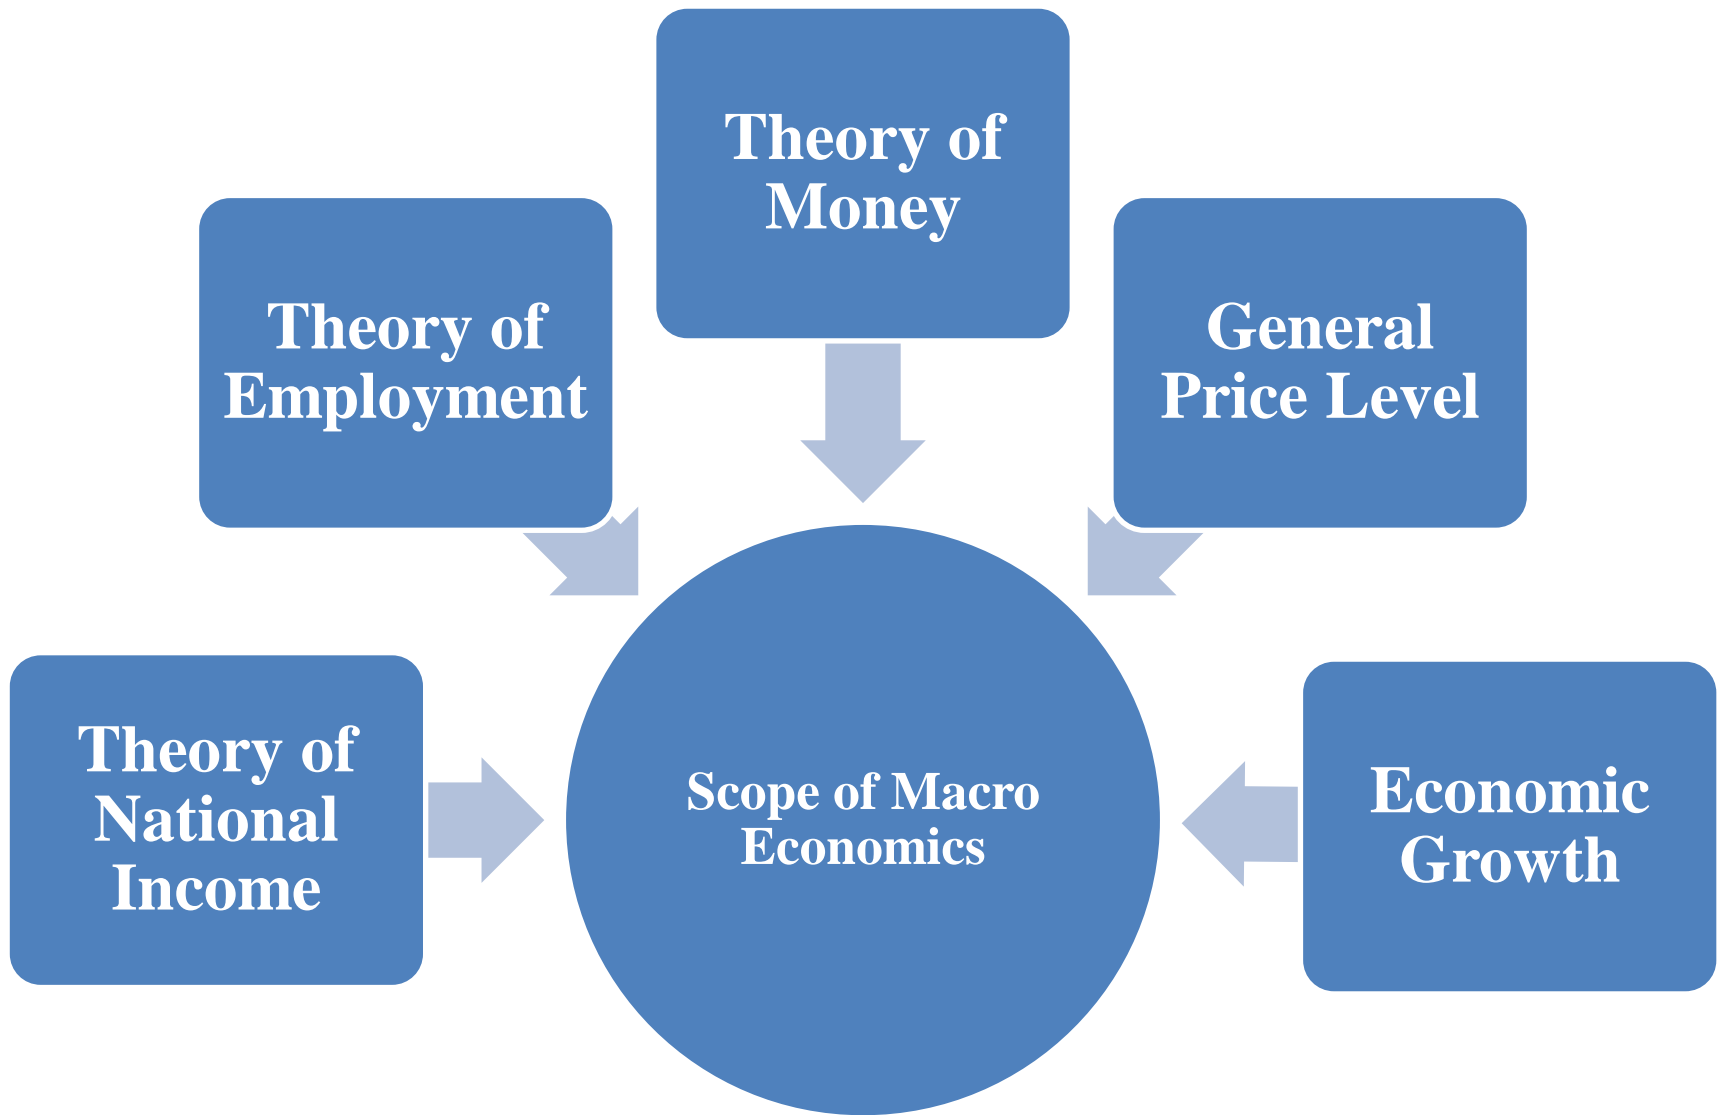 Theory of
Money
Theory of
Employment
General
Price Level
Theory of
National
Income
Scope of Macro
Economics
Economic
Growth